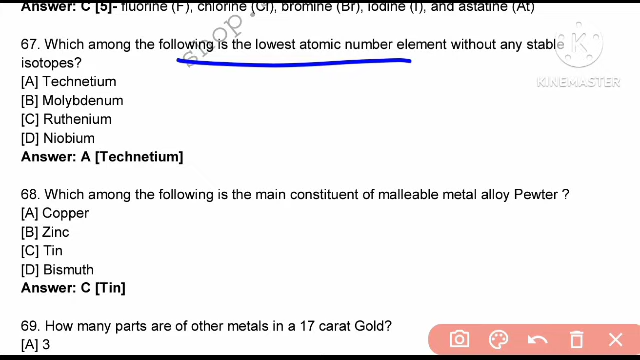 Answer: C [5]- fluorine (F), chlorine (Cl), bromine (Br), iodine (I), and astatine (At)
67. Which among the following is the lowest atomic number element without any stable
isotopes?
[A] Technetium
[B] Molybdenum
[C] Ruthenium
[D] Niobium
Answer: A [Technetium]
68. Which among the following is the main constituent of malleable metal alloy Pewter ?
[A] Copper
[B] Zinc
[C] Tin
[D] Bismuth
Answer: C [Tin]
69. How many parts are of other metals in a 17 carat Gold?
[A] 3
shop.
K
KINEMASTER